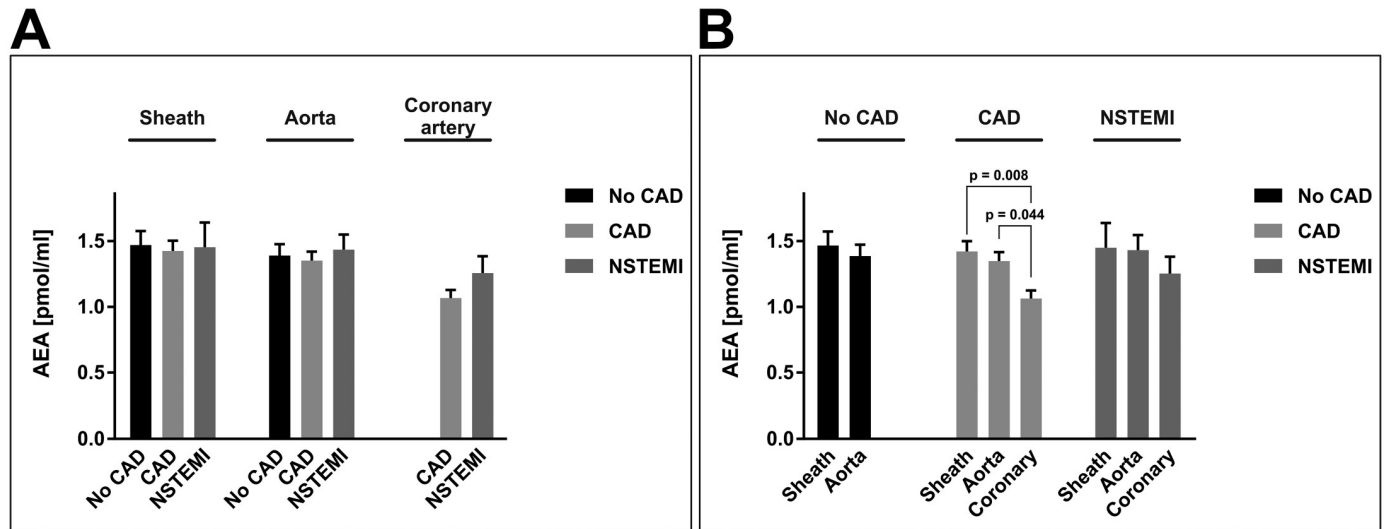 A
Sheath
Aorta
Coronary
artery
No CAD
CAD
NSTEMI
AEA [pmol/ml]
1.5
1.0
0.5
0.0
No CAD
CAD
NSTEMI
No CAD
CAD
NSTEMI
CAD
NSTEMI
B
No CAD
CAD
NSTEMI
p = 0.008
p = 0.044
No CAD
CAD
NSTEMI
AEA [pmol/ml]
1.5
1.0
0.5
0.0
Sheath
Aorta
Sheath
Aorta
Coronary
Sheath
Aorta
Coronary